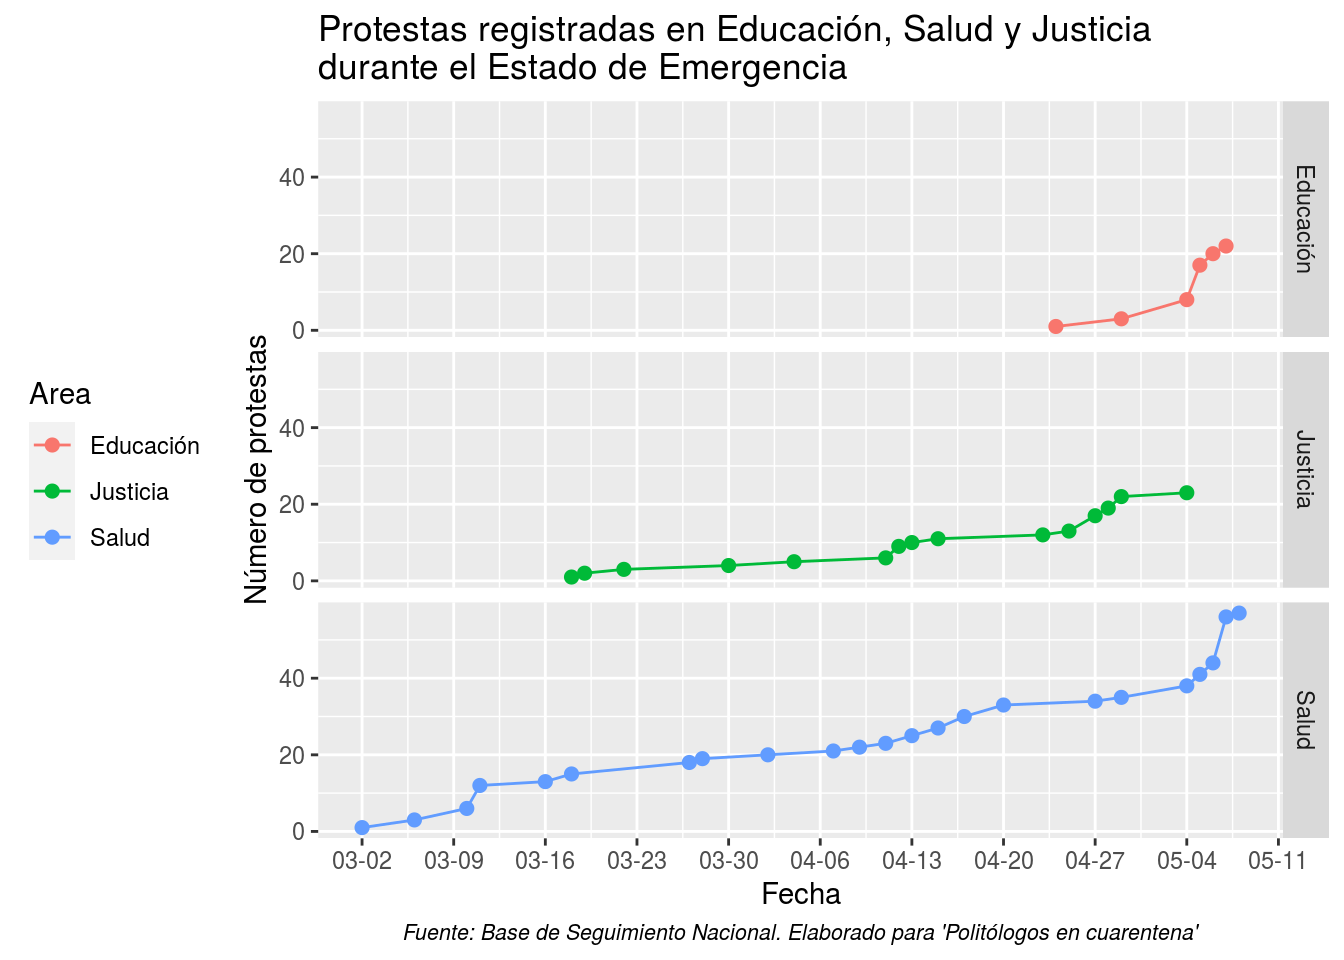 Protestas registradas en Educación, Salud y Justicia
durante el Estado de Emergencia
Area
Educación
Justicia
Salud
Número de protestas
40
20
0
Educación
40
20
0
Justicia
40
20
0
Salud
03-02 03-09 03-16 03-23 03-30 04-06 04-13 04-20 04-27 05-04 05-11
Fecha
Fuente: Base de Seguimiento Nacional. Elaborado para 'Politólogos en cuarentena'